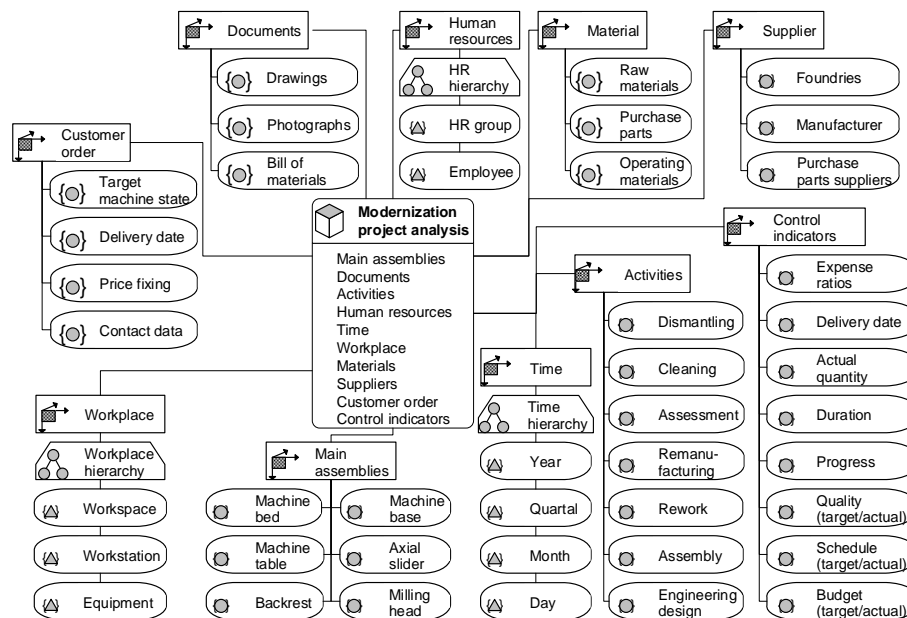 Documents
Drawings
Photographs
Bill of
materials
Human
resources
HR
hierarchy
HR group
Employee
Material
Raw
materials
Purchase
parts
Operating
materials
Supplier
Foundries
Manufacturer
Purchase
parts suppliers
Customer
order
Target
machine state
Delivery date
Price fixing
Contact data
Modernization
project analysis
Main assemblies
Documents
Activities
Human resources
Time
Workplace
Materials
Suppliers
Customer order
Control indicators
Control
indicators
Expense
ratios
Delivery date
Actual
quantity
Duration
Progress
Quality
(target/actual)
Schedule
(target/actual)
Budget
(target/actual)
Activities
Dismantling
Cleaning
Assessment
Remanu-
facturing
Rework
Assembly
Engineering
design
Time
Time
hierarchy
Year
Quartal
Month
Day
Workplace
Workplace
hierarchy
Workspace
Workstation
Equipment
Main
assemblies
Machine
bed
Machine
base
Machine
table
Axial
slider
Backrest
Milling
head